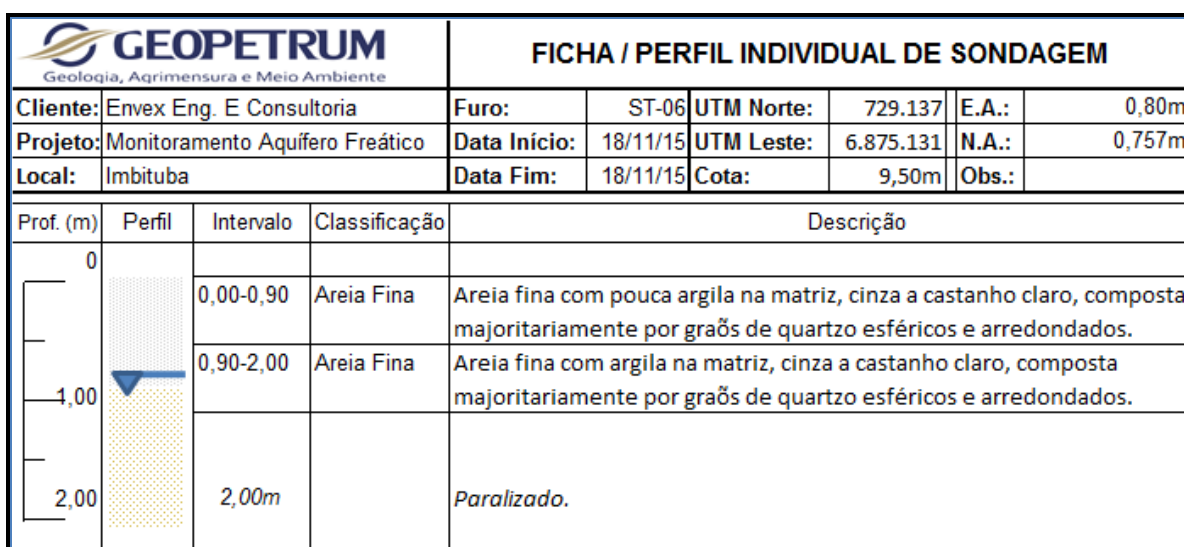 GEOPETRUM
Geologia, Agrimensura e Meio Ambiente
FICHA / PERFIL INDIVIDUAL DE SONDAGEM
Cliente: Envex Eng. E Consultoria Furo: ST-06 UTM Norte: 729.137 E.A.: 0,80m
Projeto: Monitoramento Aquífero Freático Data Início: 18/11/15 UTM Leste: 6.875.131 N.A.: 0,757m
Local: Imbituba Data Fim: 18/11/15 Cota: 9,50m Obs.:
Prof. (m) Perfil Intervalo Classificação Descrição
0
0,00-0,90 Areia Fina Areia fina com pouca argila na matriz, cinza a castanho claro, composta
majoritariamente por graõs de quartzo esféricos e arredondados.
0,90-2,00 Areia Fina Areia fina com argila na matriz, cinza a castanho claro, composta
1,00 majoritariamente por graõs de quartzo esféricos e arredondados.
2,00 2,00m Paralizado.